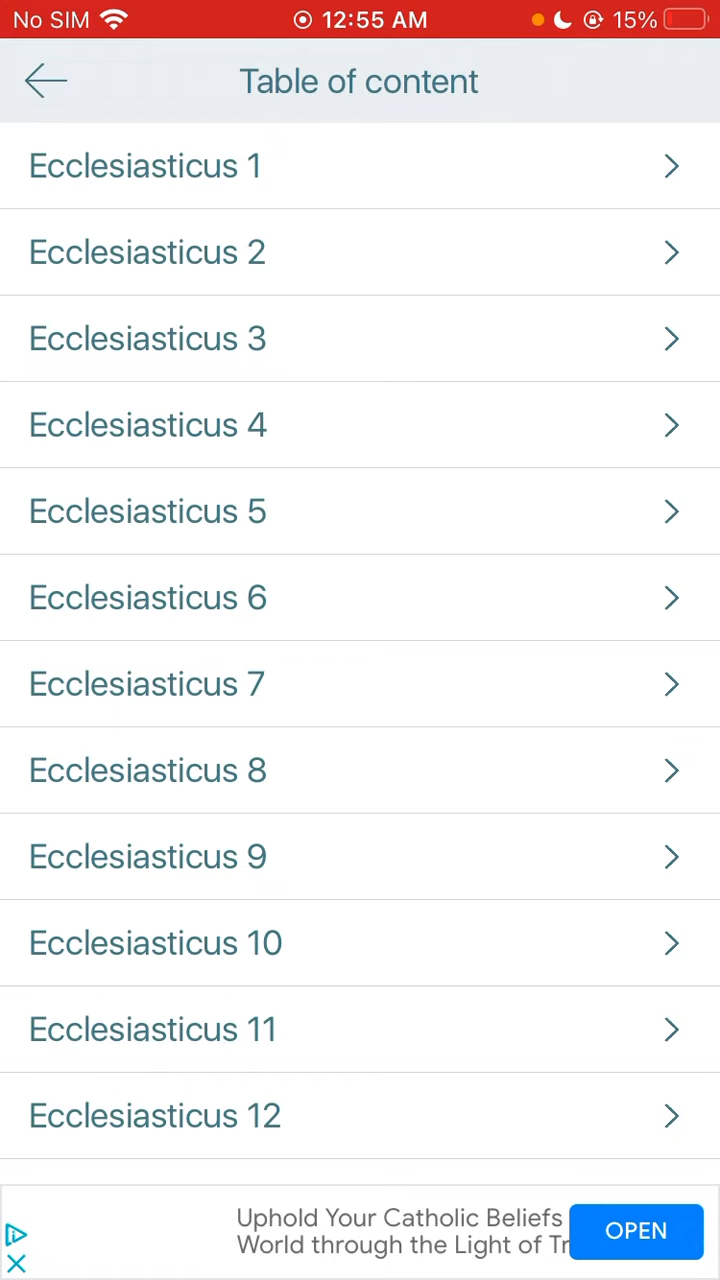 No SIM 12:55 AM 15%
Table of content
Ecclesiasticus 1
Ecclesiasticus 2
Ecclesiasticus 3
Ecclesiasticus 4
Ecclesiasticus 5
Ecclesiasticus 6
Ecclesiasticus 7
Ecclesiasticus 8
Ecclesiasticus 9
Ecclesiasticus 10
Ecclesiasticus 11
Ecclesiasticus 12
Uphold Your Catholic Beliefs
World through the Light of Tr
OPEN